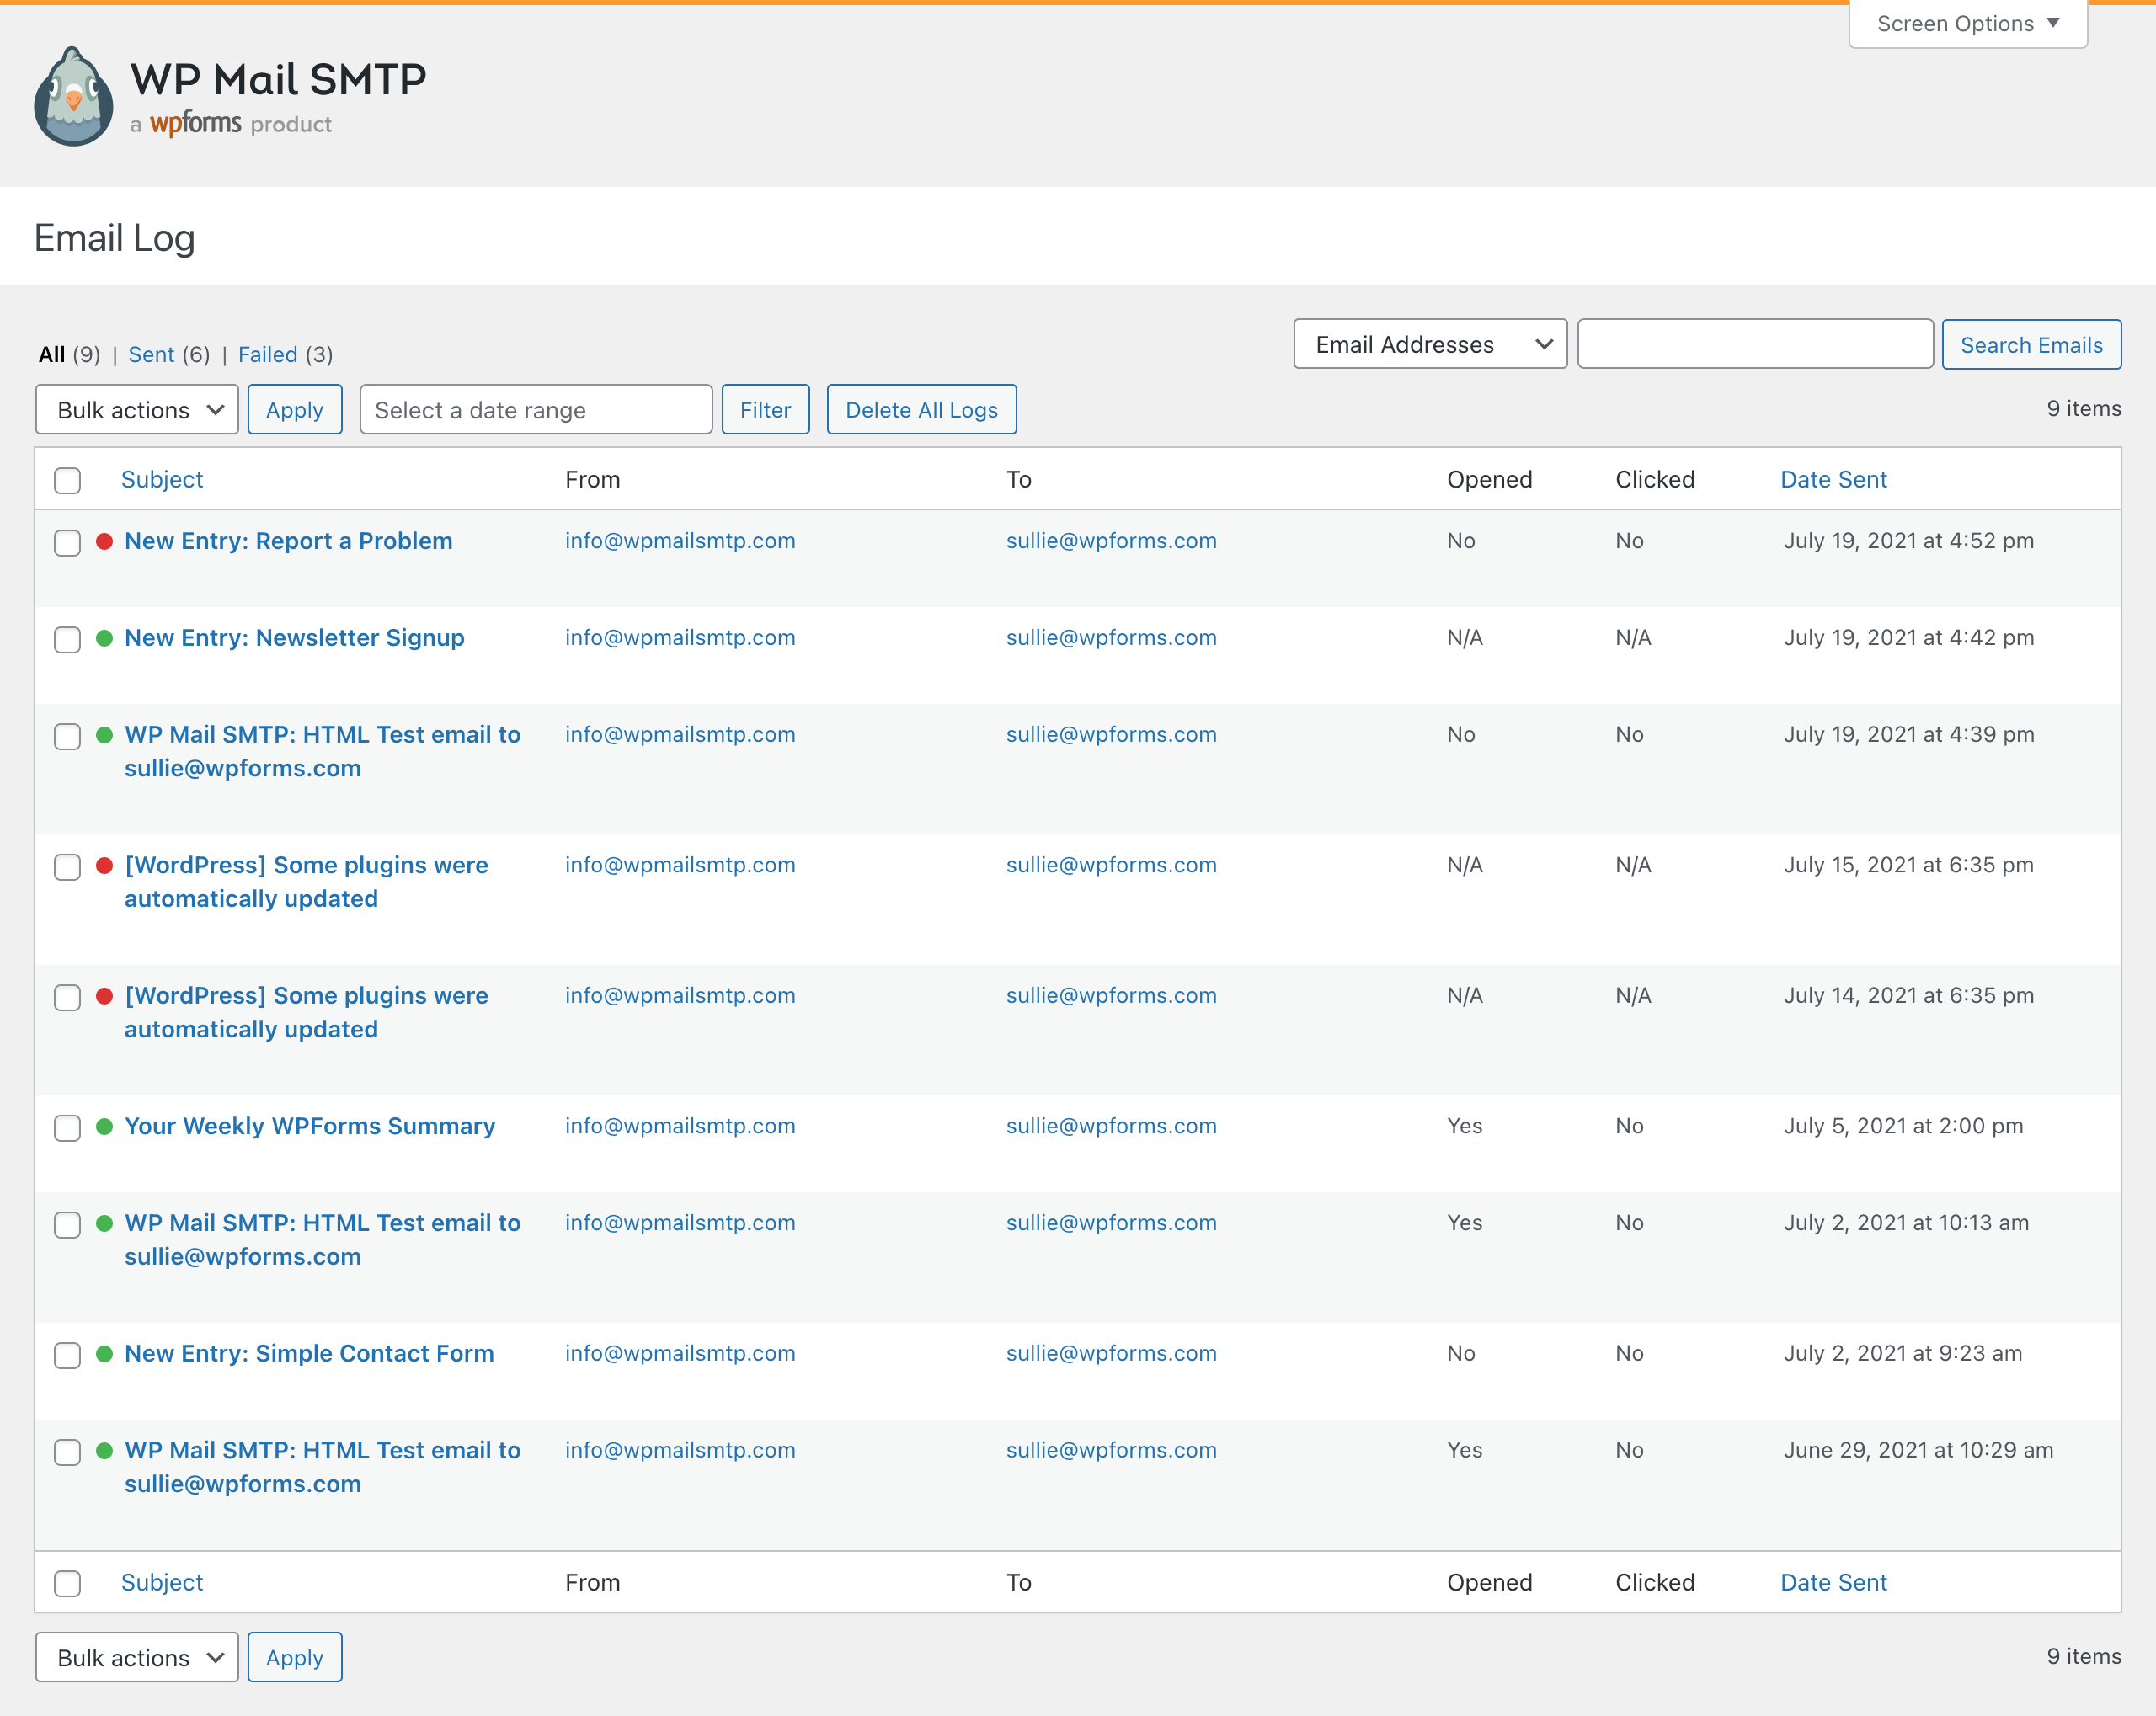 Screen Options ▼
WP Mail SMTP
a wpforms product
Email Log
All (9) | Sent (6) | Failed (3)
Email Addresses Search Emails
Bulk actions Apply Select a date range Filter Delete All Logs 9 items
Subject From To Opened Clicked Date Sent
New Entry: Report a Problem info@wpmailsmtp.com sullie@wpforms.com No No July 19, 2021 at 4:52 pm
New Entry: Newsletter Signup info@wpmailsmtp.com sullie@wpforms.com N/A N/A July 19, 2021 at 4:42 pm
WP Mail SMTP: HTML Test email to info@wpmailsmtp.com sullie@wpforms.com No No July 19, 2021 at 4:39 pm
sullie@wpforms.com
[WordPress] Some plugins were info@wpmailsmtp.com sullie@wpforms.com N/A N/A July 15, 2021 at 6:35 pm
automatically updated
[WordPress] Some plugins were info@wpmailsmtp.com sullie@wpforms.com N/A N/A July 14, 2021 at 6:35 pm
automatically updated
Your Weekly WPForms Summary info@wpmailsmtp.com sullie@wpforms.com Yes No July 5, 2021 at 2:00 pm
WP Mail SMTP: HTML Test email to info@wpmailsmtp.com sullie@wpforms.com Yes No July 2, 2021 at 10:13 am
sullie@wpforms.com
New Entry: Simple Contact Form info@wpmailsmtp.com sullie@wpforms.com No No July 2, 2021 at 9:23 am
WP Mail SMTP: HTML Test email to info@wpmailsmtp.com sullie@wpforms.com Yes No June 29, 2021 at 10:29 am
sullie@wpforms.com
Subject From To Opened Clicked Date Sent
Bulk actions Apply 9 items